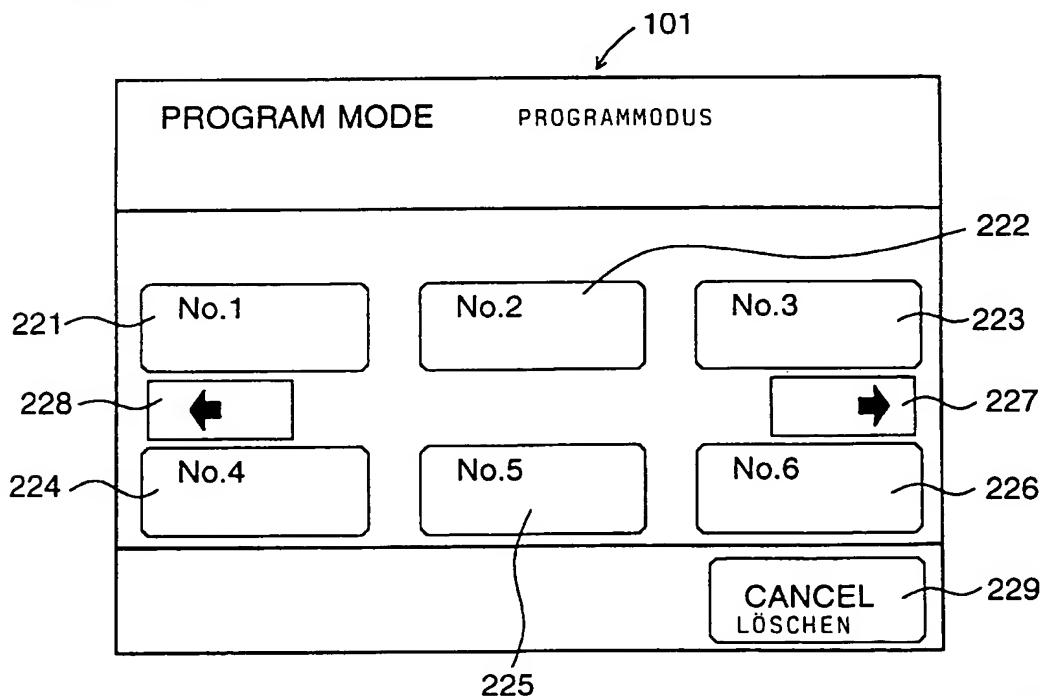 101
PROGRAM MODE PROGRAMMODUS
222
No.1 No.2 No.3
221 223
228 227
No.4 No.5 No.6
224 226
CANCEL
LÖSCHEN
229
225